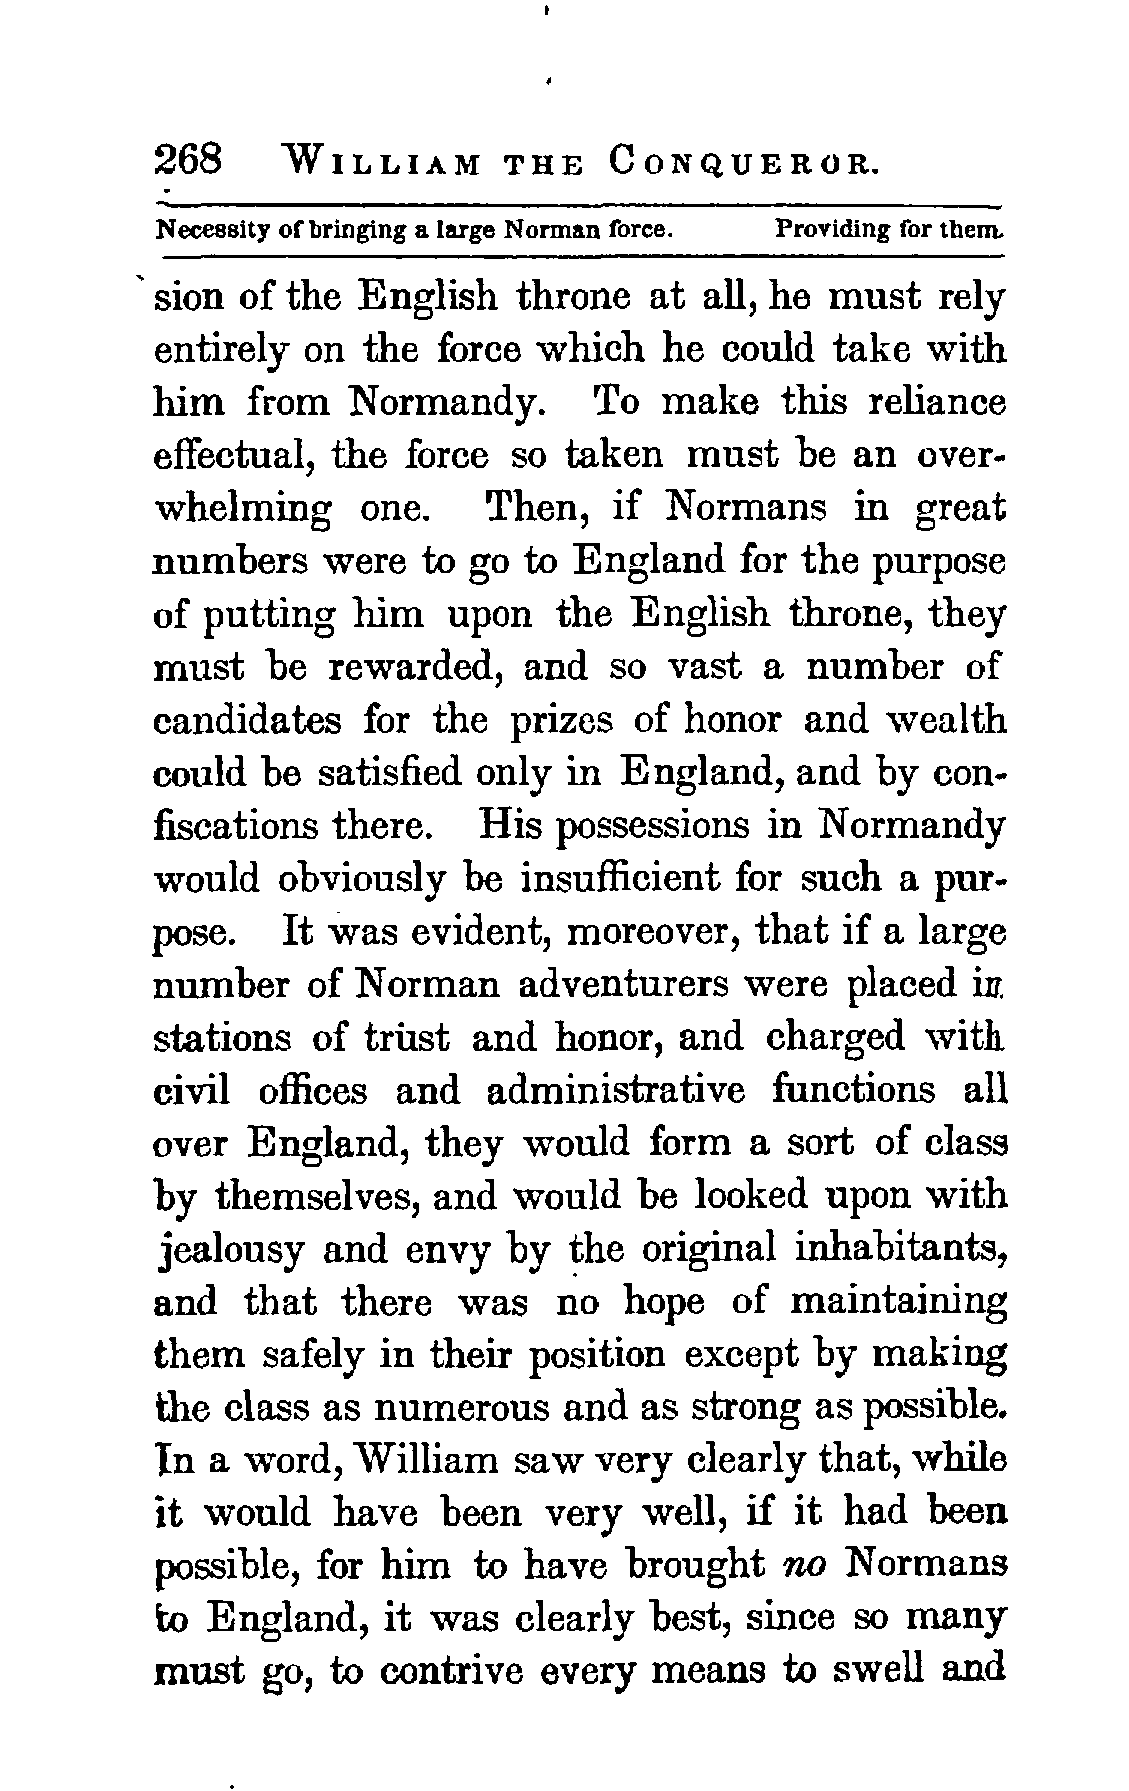 268 WILLIAM THE CONQUEROR.
Necessity of bringing a large Norman force. Providing for them.
sion of the English throne at all, he must rely
entirely on the force which he could take with
him from Normandy. To make this reliance
effectual, the force so taken must be an over-
whelming one. Then, if Normans in great
numbers were to go to England for the purpose
of putting him upon the English throne, they
must be rewarded, and so vast a number of
candidates for the prizes of honor and wealth
could be satisfied only in England, and by con-
fiscations there. His possessions in Normandy
would obviously be insufficient for such a pur-
pose. It was evident, moreover, that if a large
number of Norman adventurers were placed in
stations of trust and honor, and charged with
civil offices and administrative functions all
over England, they would form a sort of class
by themselves, and would be looked upon with
jealousy and envy by the original inhabitants,
and that there was no hope of maintaining
them safely in their position except by making
the class as numerous and as strong as possible.
In a word, William saw very clearly that, while
it would have been very well, if it had been
possible, for him to have brought no Normans
to England, it was clearly best, since so many
must go, to contrive every means to swell and